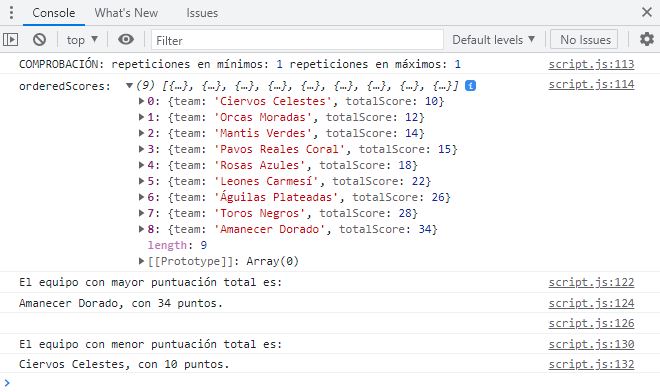 Console What's New Issues
top Filter Default levels No Issues
COMPROBACIÓN: repeticiones en mínimos: 1 repeticiones en máximos: 1 script.js:113
orderedScores: (9) [{…}, {…}, {…}, {…}, {…}, {…}, {…}, {…}, {…}] i script.js:114
0: {team: 'Ciervos Celestes', totalScore: 10}
1: {team: 'Orcas Moradas', totalScore: 12}
2: {team: 'Mantis Verdes', totalScore: 14}
3: {team: 'Pavos Reales Coral', totalScore: 15}
4: {team: 'Rosas Azules', totalScore: 18}
5: {team: 'Leones Carmesí', totalScore: 22}
6: {team: 'Águilas Plateadas', totalScore: 26}
7: {team: 'Toros Negros', totalScore: 28}
8: {team: 'Amanecer Dorado', totalScore: 34}
length: 9
[[Prototype]]: Array(0)
El equipo con mayor puntuación total es: script.js:122
Amanecer Dorado, con 34 puntos. script.js:124
script.js:126
El equipo con menor puntuación total es: script.js:130
Ciervos Celestes, con 10 puntos. script.js:132